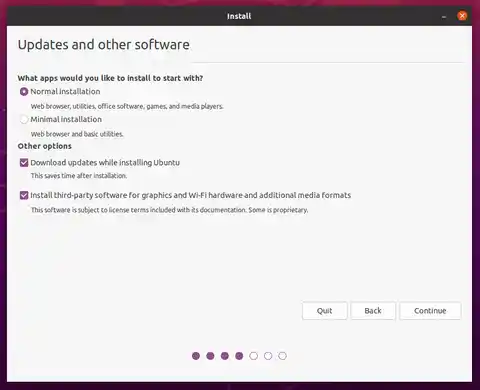 Install
Updates and other software
What apps would you like to install to start with?
Normal installation
Web browser, utilities, office software, games, and media players.
Minimal installation
Web browser and basic utilities.
Other options
Download updates while installing Ubuntu
This saves time after installation.
Install third-party software for graphics and Wi-Fi hardware and additional media formats
This software is subject to license terms included with its documentation. Some is proprietary.
Quit Back Continue